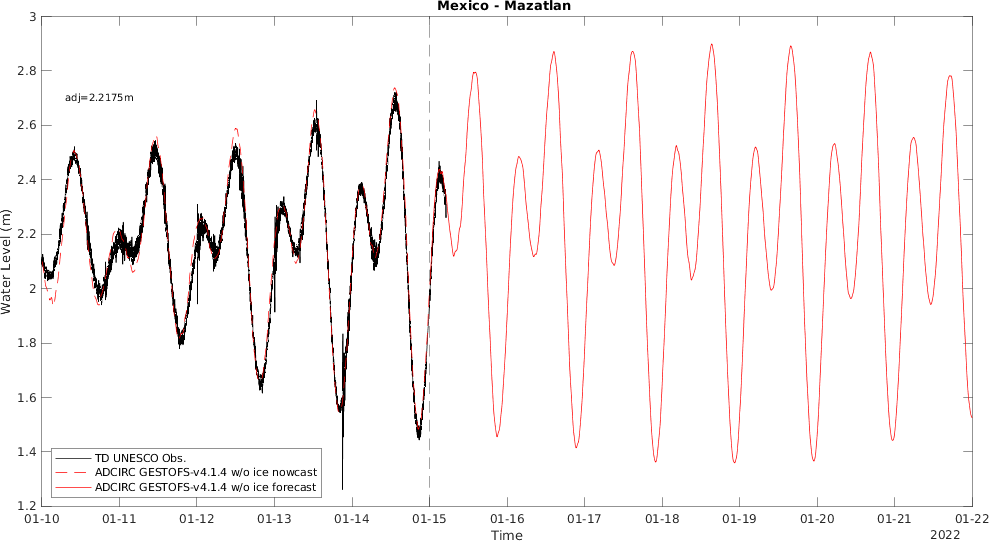 Mexico - Mazatlan
3
2.8
adj=2.2175m
2.6
2.4
2.2
2
1.8
1.6
1.4
1.2
Water Level (m)
TD UNESCO Obs.
ADCIRC GESTOFS-v4.1.4 w/o ice nowcast
ADCIRC GESTOFS-v4.1.4 w/o ice forecast
01-10 01-11 01-12 01-13 01-14 01-15 01-16 01-17 01-18 01-19 01-20 01-21 01-22
Time
2022